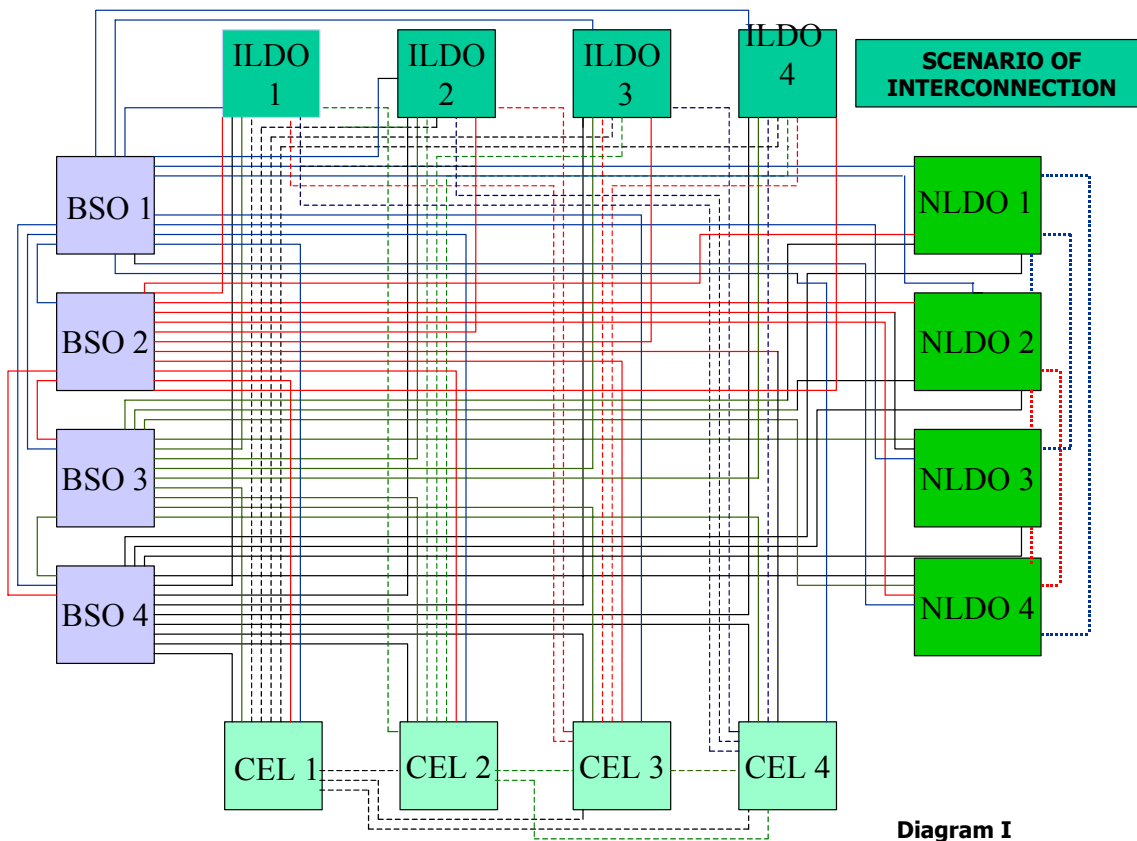 ILDO
1
ILDO
2
ILDO
3
ILDO
4
SCENARIO OF
INTERCONNECTION
BSO 1
NLDO 1
BSO 2
NLDO 2
BSO 3
NLDO 3
BSO 4
NLDO 4
CEL 1
CEL 2
CEL 3
CEL 4
Diagram I